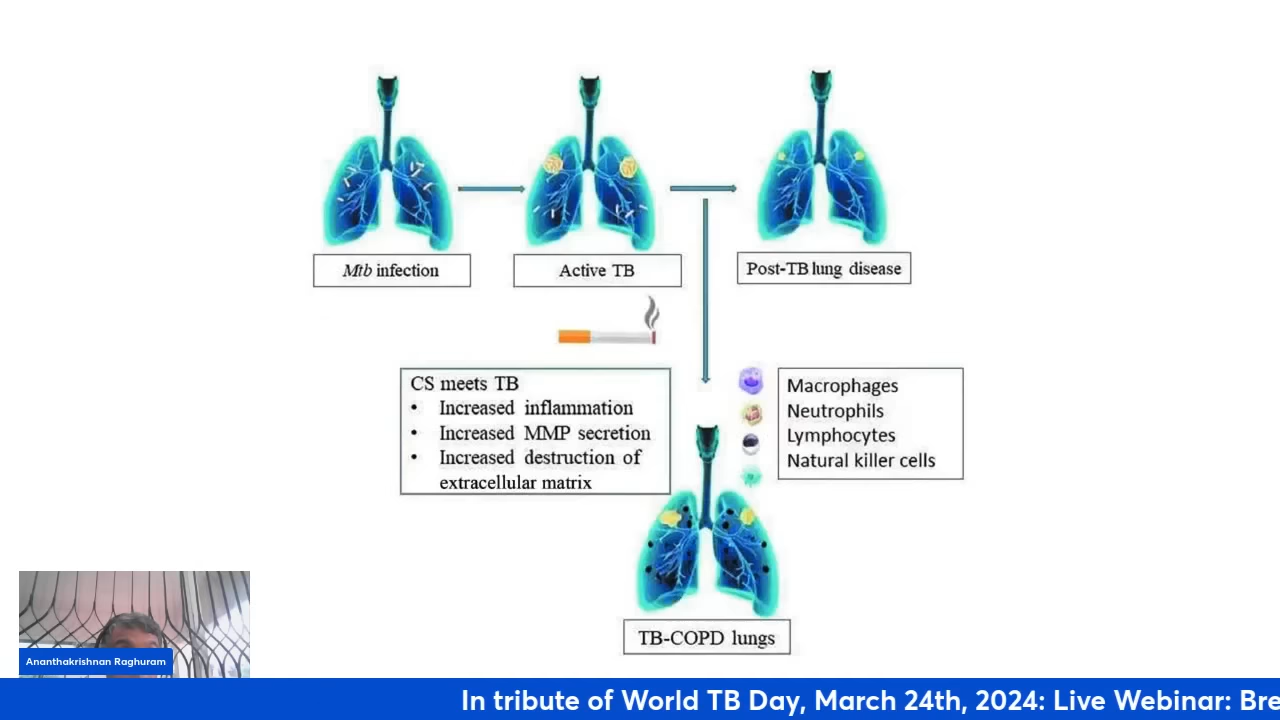 Mtb infection
Active TB
Post-TB lung disease
CS meets TB
• Increased inflammation
• Increased MMP secretion
• Increased destruction of
extracellular matrix
Macrophages
Neutrophils
Lymphocytes
Natural killer cells
TB-COPD lungs
Ananthakrishnan Raghuram
In tribute of World TB Day, March 24th, 2024: Live Webinar: Bre